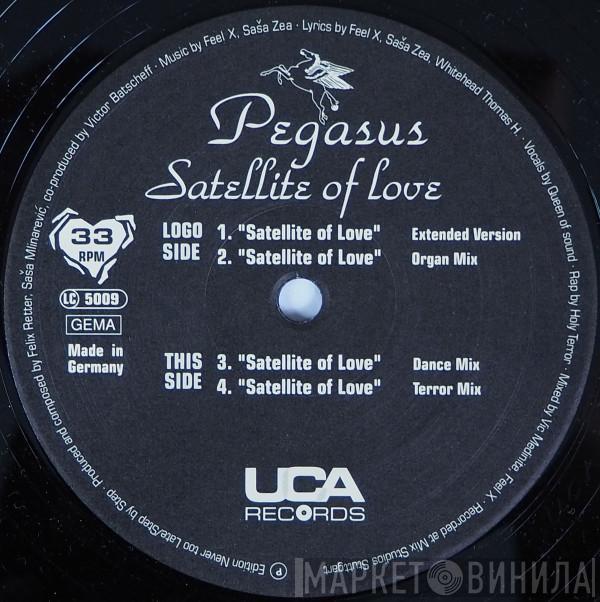 Produced and composed by Felix Retter, Saša Mlinarević, co-produced by Victor Batscheff · Music by Feel X, Saša Zea · Lyrics by Feel X, Saša Zea, Whitehead Thomas H. · Vocals by Queen of sound · Rap by Holy Terror · Mixed by Vic Medinite, Feel X · Recorded at Mix Studios Stuttgart
Pegasus
Satellite of love
33
RPM
LOGO SIDE
1. "Satellite of Love" Extended Version
2. "Satellite of Love" Organ Mix
LC 5009
GEMA
Made in
Germany
THIS SIDE
3. "Satellite of Love" Dance Mix
4. "Satellite of Love" Terror Mix
UCA
RECORDS
Ⓟ Edition Never too Late/Step by Step
МАРКЕТ ВИНИЛА